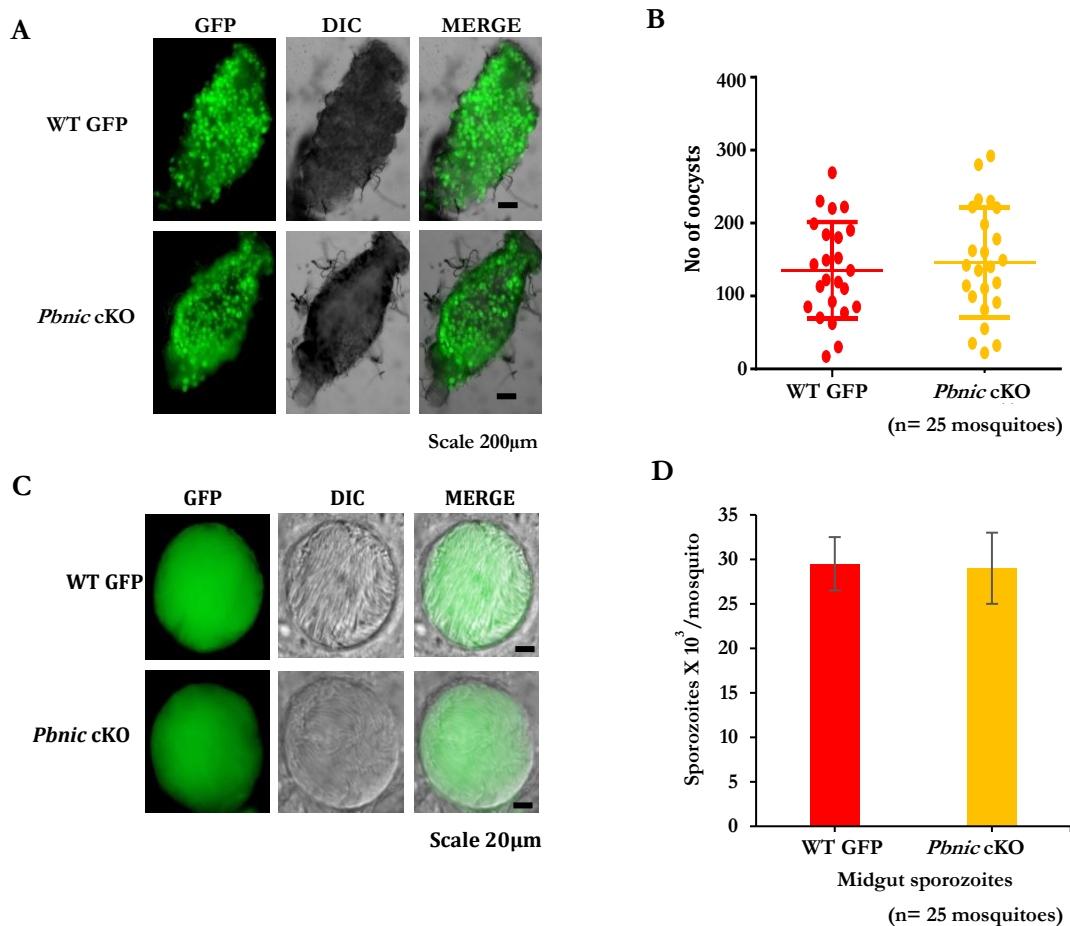 A
GFP DIC MERGE
WT GFP
Pbnic cKO
Scale 200µm
B
No of oocysts
400
300
200
100
0
WT GFP Pbnic cKO
(n= 25 mosquitoes)
C
GFP DIC MERGE
WT GFP
Pbnic cKO
Scale 20µm
D
Sporozoites X 10³ /mosquito
35
30
25
20
15
10
5
0
WT GFP Pbnic cKO
Midgut sporozoites
(n= 25 mosquitoes)